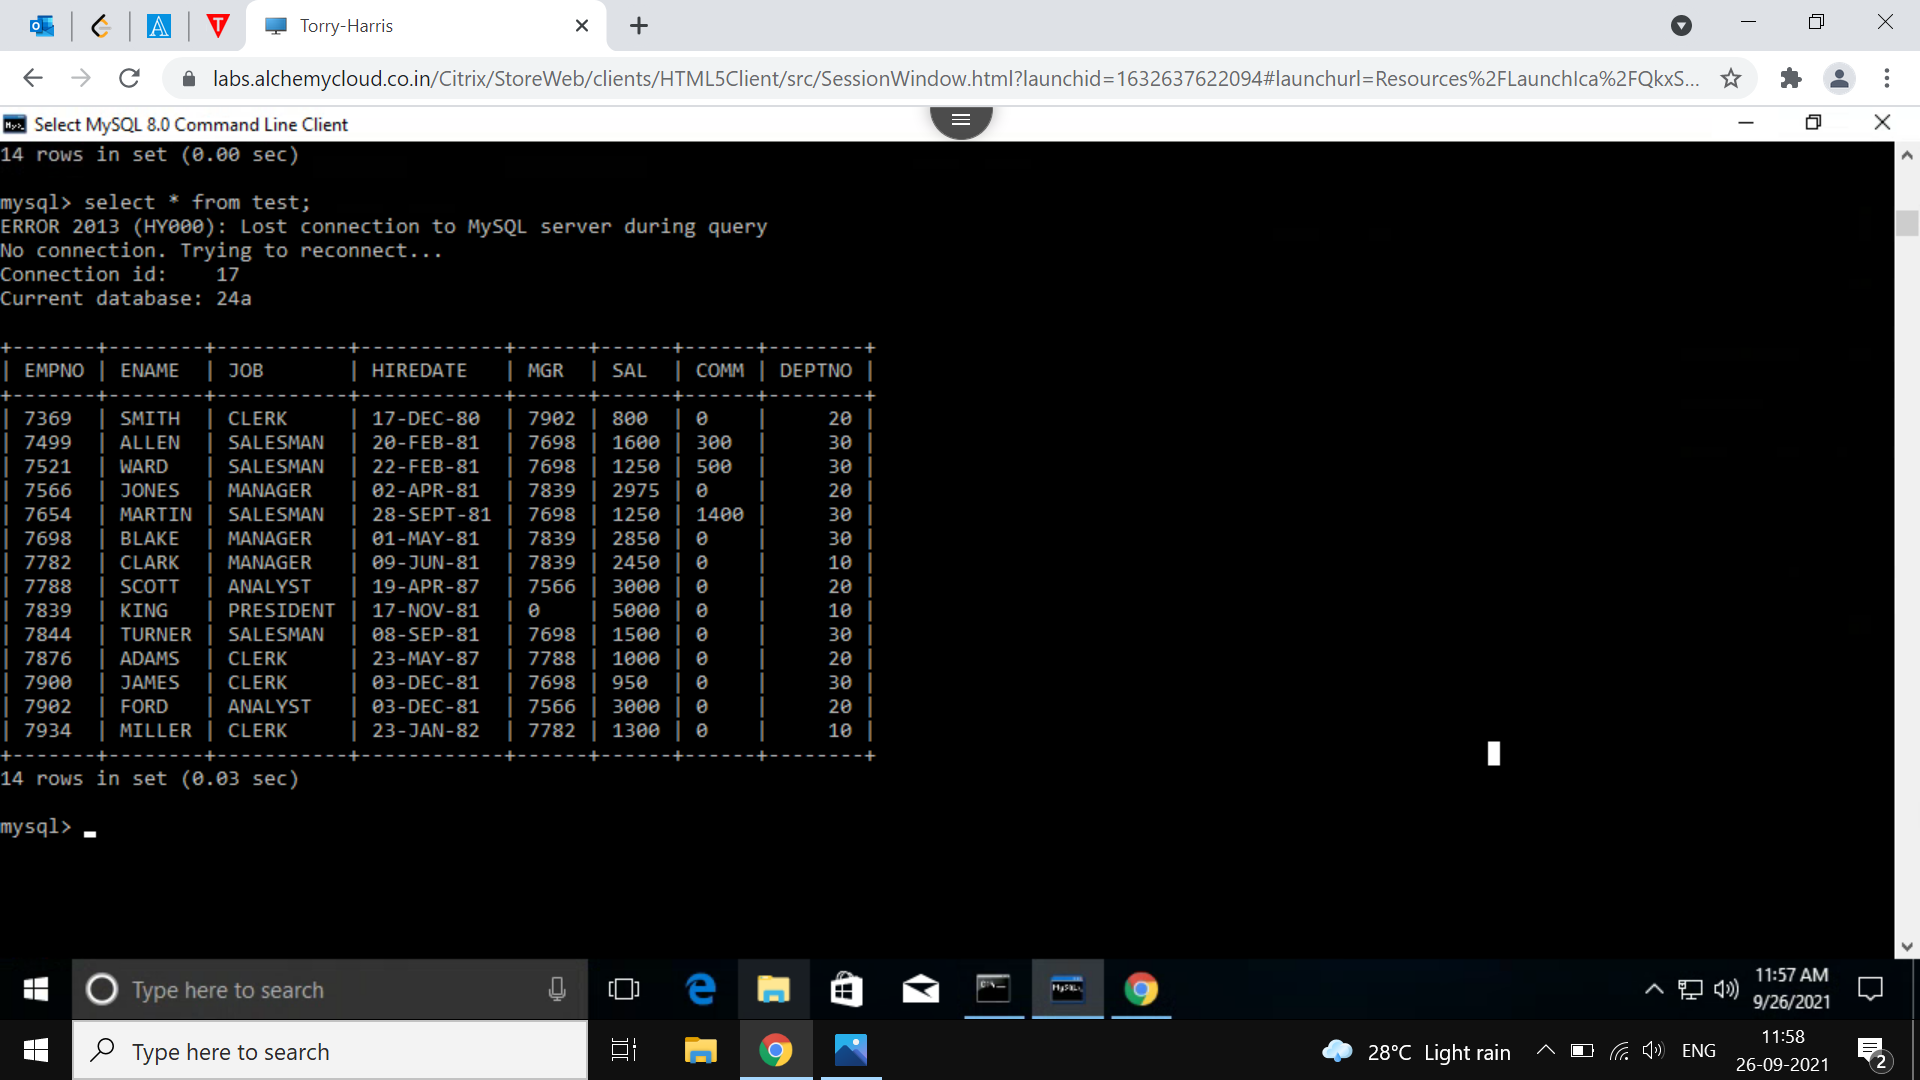 Torry-Harris
labs.alchemycloud.co.in/Citrix/StoreWeb/clients/HTML5Client/src/SessionWindow.html?launchid=1632637622094#launchurl=Resources%2FLaunchIca%2FQkxS...
Select MySQL 8.0 Command Line Client
14 rows in set (0.00 sec)
mysql> select * from test;
ERROR 2013 (HY000): Lost connection to MySQL server during query
No connection. Trying to reconnect...
Connection id:    17
Current database: 24a
+-------+--------+-----------+------------+------+------+------+--------+
| EMPNO | ENAME  | JOB       | HIREDATE   | MGR  | SAL  | COMM | DEPTNO |
+-------+--------+-----------+------------+------+------+------+--------+
| 7369  | SMITH  | CLERK     | 17-DEC-80  | 7902 | 800  | 0    |     20 |
| 7499  | ALLEN  | SALESMAN  | 20-FEB-81  | 7698 | 1600 | 300  |     30 |
| 7521  | WARD   | SALESMAN  | 22-FEB-81  | 7698 | 1250 | 500  |     30 |
| 7566  | JONES  | MANAGER   | 02-APR-81  | 7839 | 2975 | 0    |     20 |
| 7654  | MARTIN | SALESMAN  | 28-SEPT-81 | 7698 | 1250 | 1400 |     30 |
| 7698  | BLAKE  | MANAGER   | 01-MAY-81  | 7839 | 2850 | 0    |     30 |
| 7782  | CLARK  | MANAGER   | 09-JUN-81  | 7839 | 2450 | 0    |     10 |
| 7788  | SCOTT  | ANALYST   | 19-APR-87  | 7566 | 3000 | 0    |     20 |
| 7839  | KING   | PRESIDENT | 17-NOV-81  | 0    | 5000 | 0    |     10 |
| 7844  | TURNER | SALESMAN  | 08-SEP-81  | 7698 | 1500 | 0    |     30 |
| 7876  | ADAMS  | CLERK     | 23-MAY-87  | 7788 | 1000 | 0    |     20 |
| 7900  | JAMES  | CLERK     | 03-DEC-81  | 7698 | 950  | 0    |     30 |
| 7902  | FORD   | ANALYST   | 03-DEC-81  | 7566 | 3000 | 0    |     20 |
| 7934  | MILLER | CLERK     | 23-JAN-82  | 7782 | 1300 | 0    |     10 |
+-------+--------+-----------+------------+------+------+------+--------+
14 rows in set (0.03 sec)
mysql>
Type here to search
11:57 AM
9/26/2021
Type here to search
28°C Light rain
ENG
11:58
26-09-2021
2